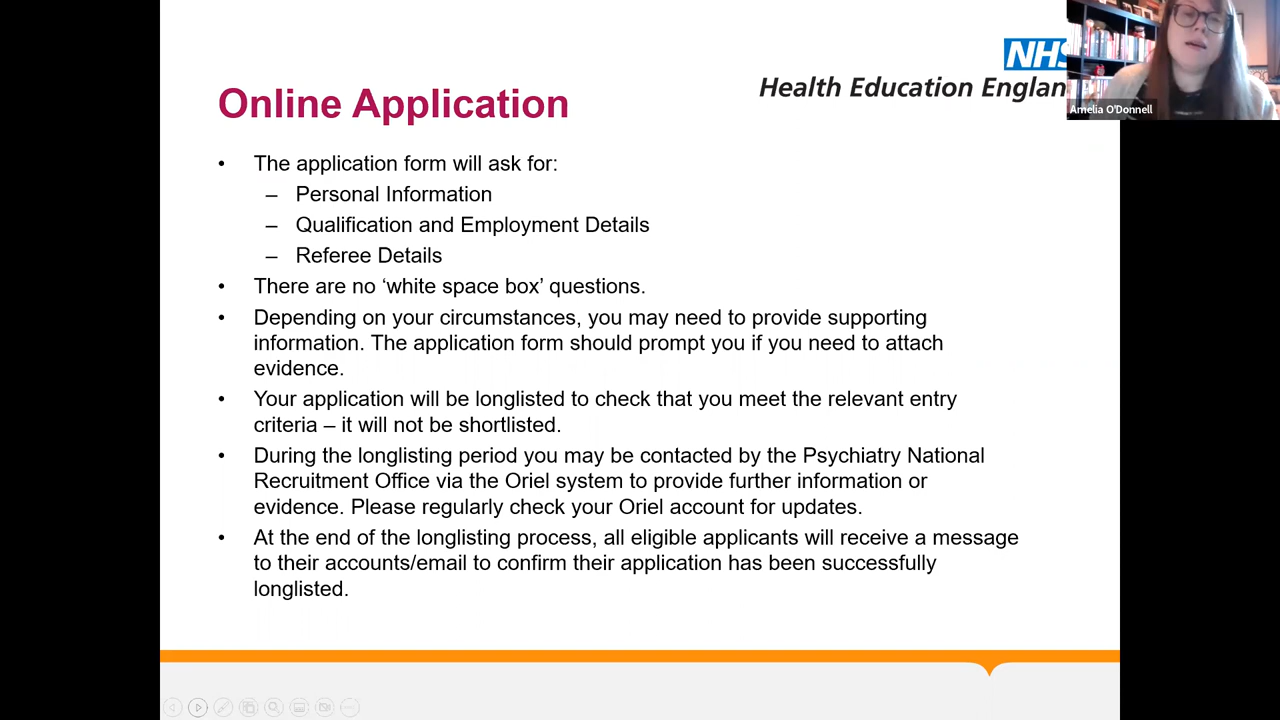 NHS
Health Education Englan
Amelia O'Donnell
Online Application
• The application form will ask for:
– Personal Information
– Qualification and Employment Details
– Referee Details
• There are no ‘white space box’ questions.
• Depending on your circumstances, you may need to provide supporting
information. The application form should prompt you if you need to attach
evidence.
• Your application will be longlisted to check that you meet the relevant entry
criteria – it will not be shortlisted.
• During the longlisting period you may be contacted by the Psychiatry National
Recruitment Office via the Oriel system to provide further information or
evidence. Please regularly check your Oriel account for updates.
• At the end of the longlisting process, all eligible applicants will receive a message
to their accounts/email to confirm their application has been successfully
longlisted.